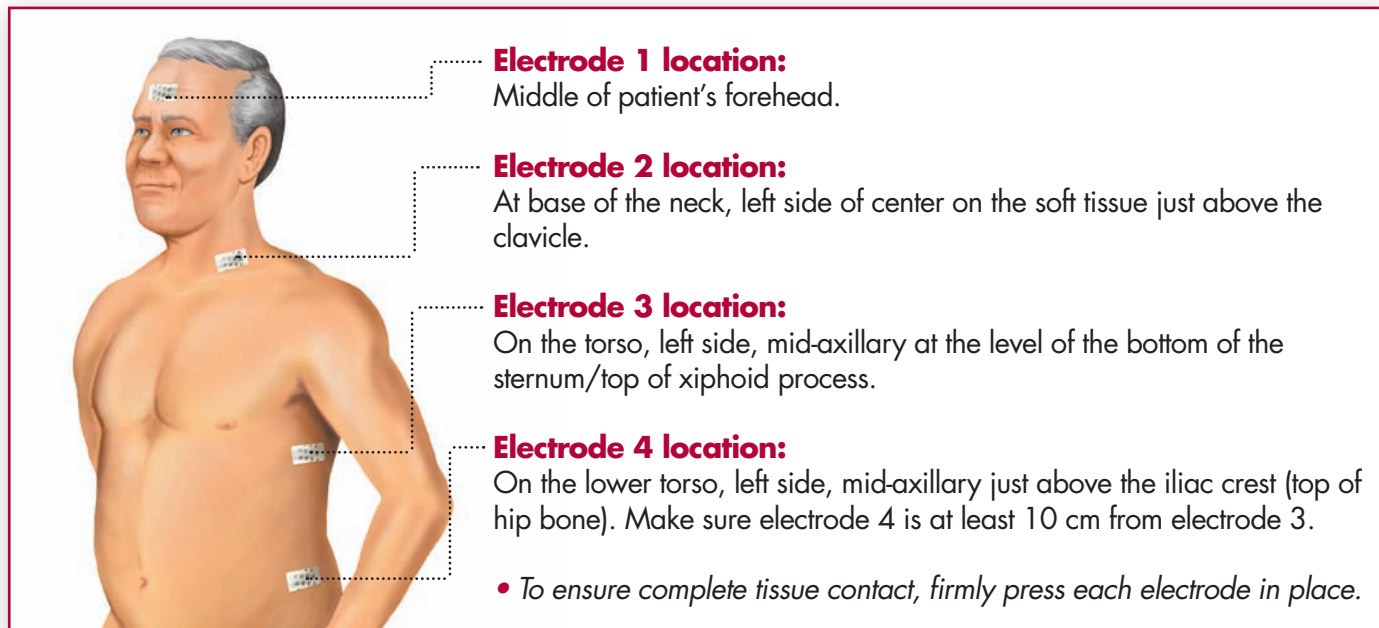 Electrode 1 location:
Middle of patient's forehead.
Electrode 2 location:
At base of the neck, left side of center on the soft tissue just above the
clavicle.
Electrode 3 location:
On the torso, left side, mid-axillary at the level of the bottom of the
sternum/top of xiphoid process.
Electrode 4 location:
On the lower torso, left side, mid-axillary just above the iliac crest (top of
hip bone). Make sure electrode 4 is at least 10 cm from electrode 3.
• To ensure complete tissue contact, firmly press each electrode in place.